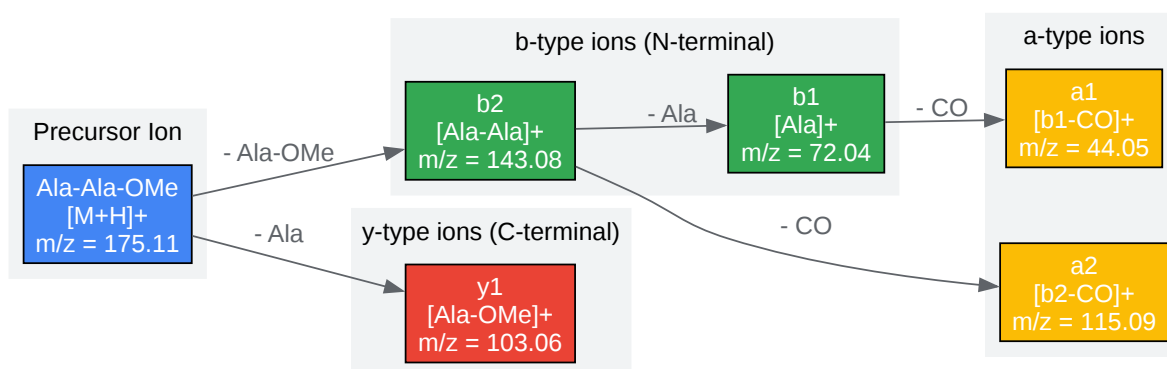 Precursor Ion
Ala-Ala-OMe
[M+H]+
m/z = 175.11
- Ala-OMe
- Ala
b-type ions (N-terminal)
b2
[Ala-Ala]+
m/z = 143.08
- Ala
b1
[Ala]+
m/z = 72.04
- CO
- CO
y-type ions (C-terminal)
y1
[Ala-OMe]+
m/z = 103.06
a-type ions
a1
[b1-CO]+
m/z = 44.05
a2
[b2-CO]+
m/z = 115.09